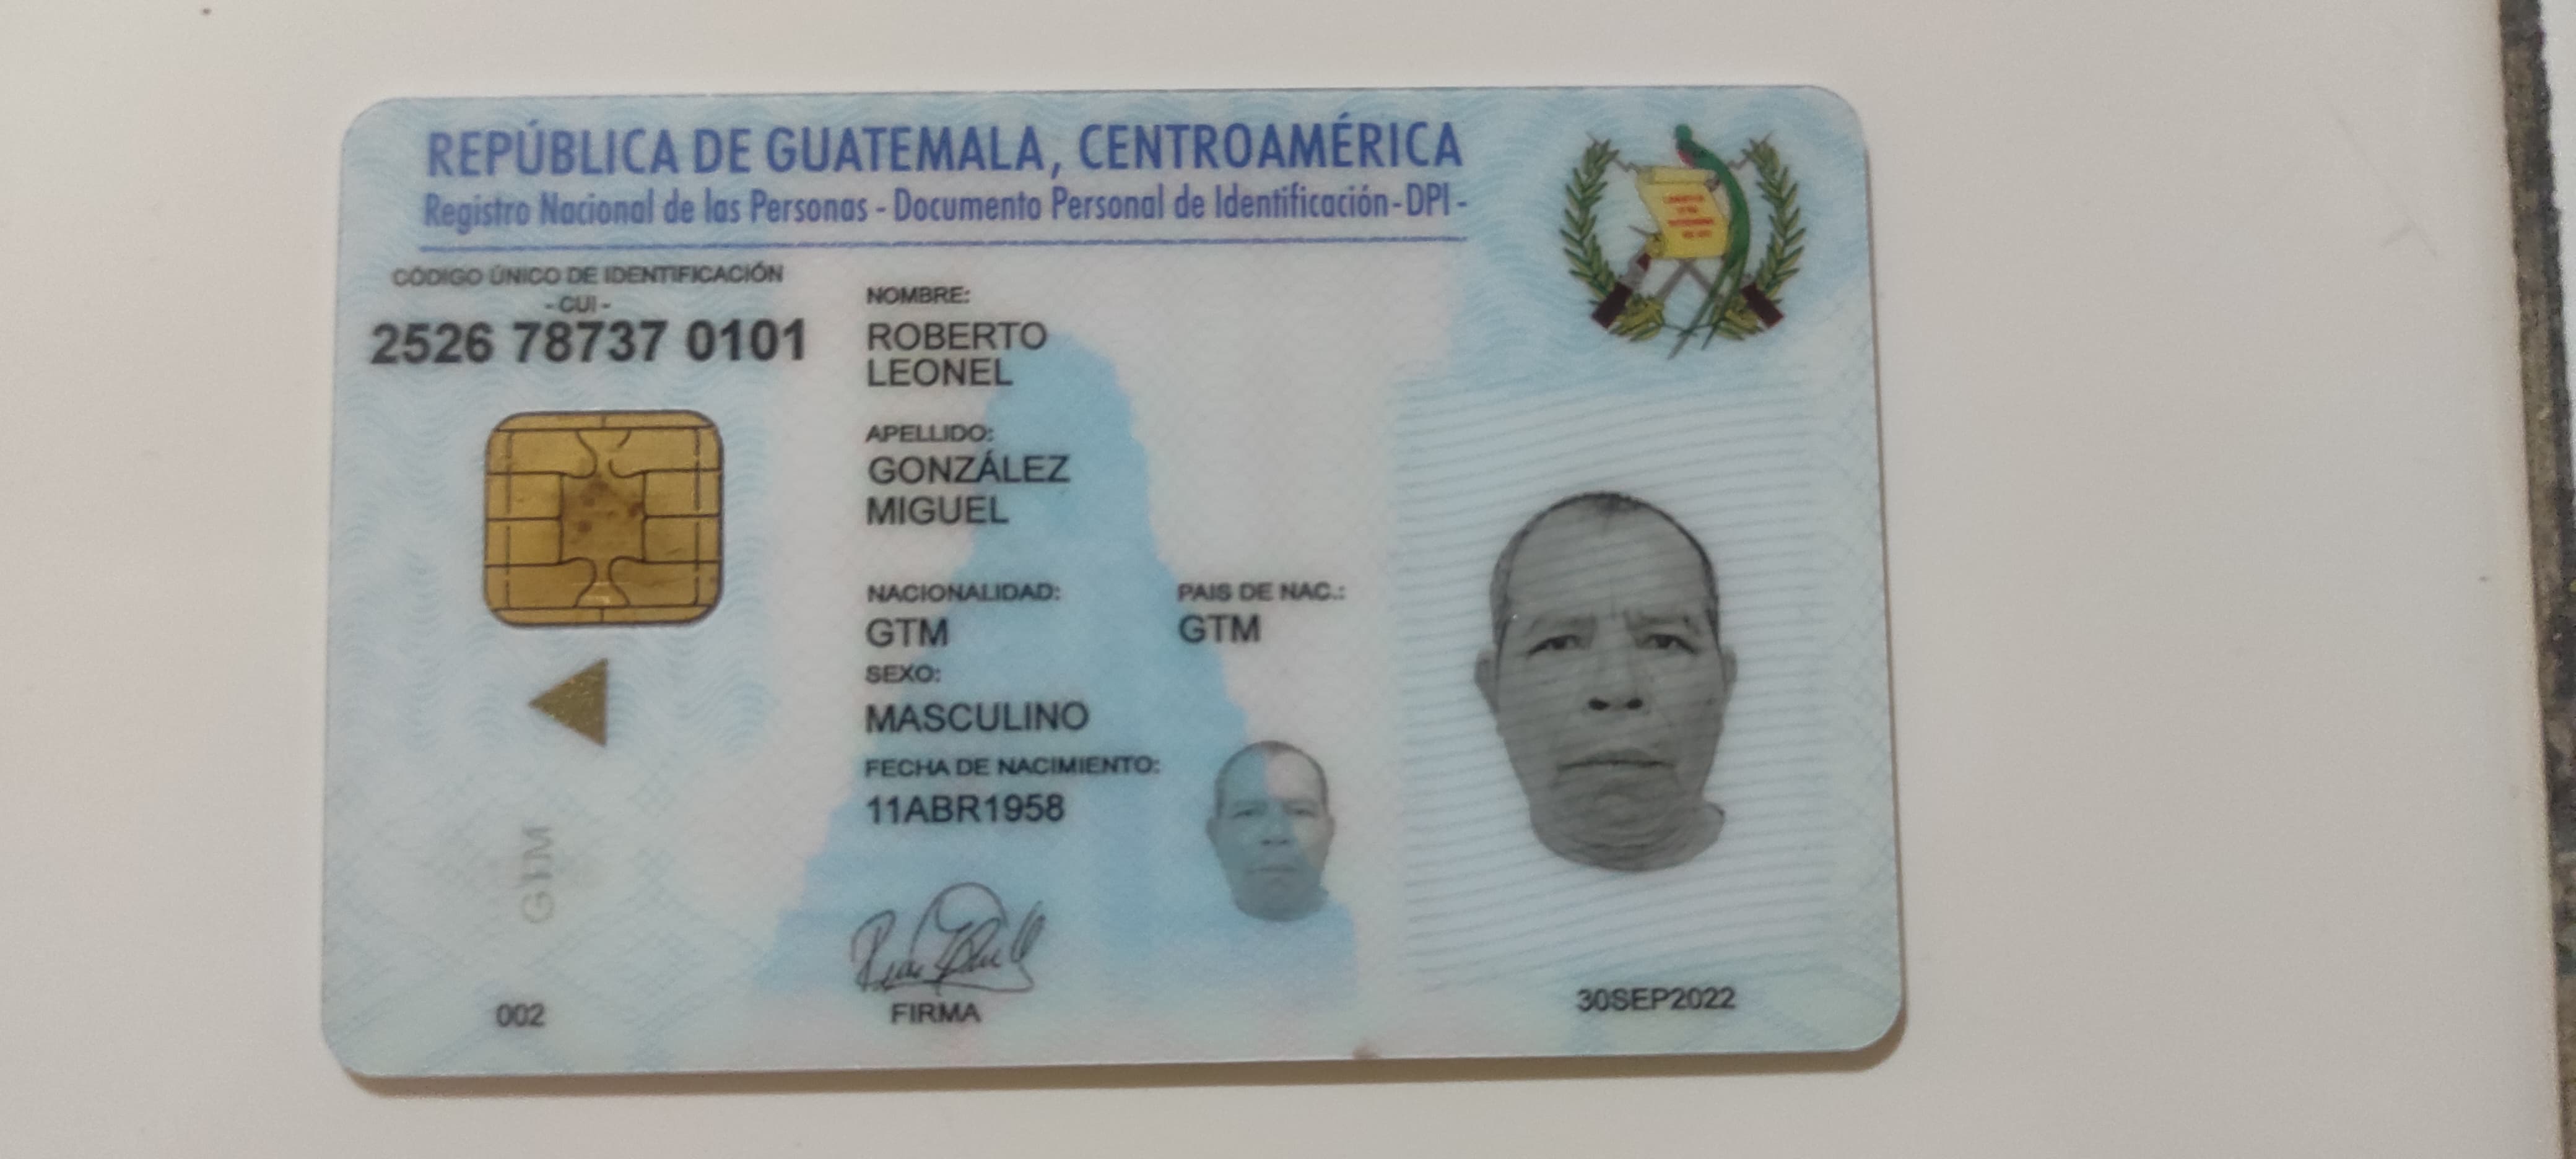 REPÚBLICA DE GUATEMALA, CENTROAMÉRICA
Registro Nacional de las Personas - Documento Personal de Identificación -DPI -
CÓDIGO ÚNICO DE IDENTIFICACIÓN
- CUI -
2526 78737 0101
NOMBRE:
ROBERTO
LEONEL
APELLIDO:
GONZÁLEZ
MIGUEL
NACIONALIDAD: PAIS DE NAC.:
GTM GTM
SEXO:
MASCULINO
FECHA DE NACIMIENTO:
11ABR1958
GTM
002
FIRMA
30SEP2022